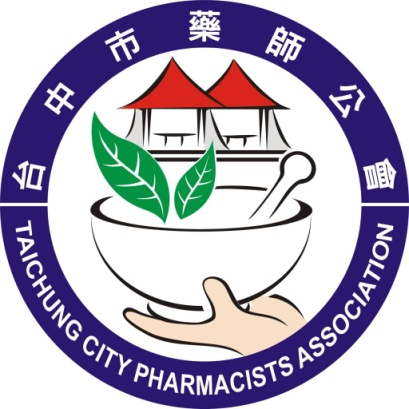 台中市藥師公會
TAICHUNG CITY PHARMACISTS ASSOCIATION